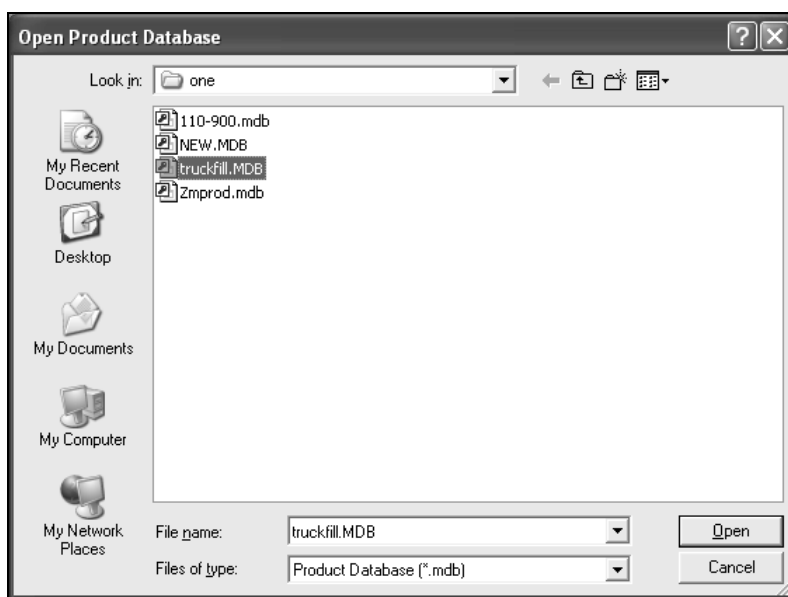 Open Product Database
Look in: one
110-900.mdb
NEW.MDB
truckfill.MDB
Zmprod.mdb
My Recent
Documents
Desktop
My Documents
My Computer
My Network
Places
File name: truckfill.MDB Open
Files of type: Product Database (*.mdb) Cancel